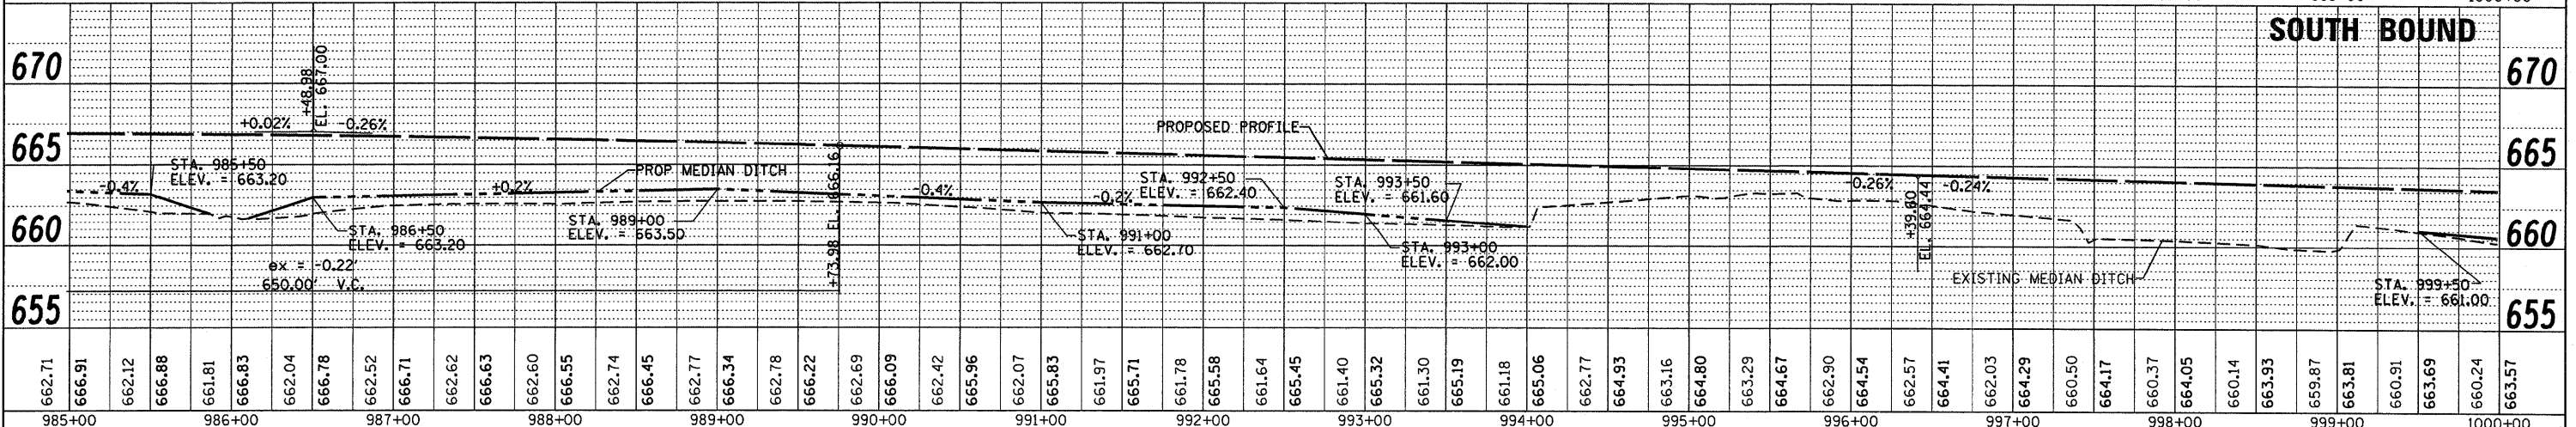 SOUTH BOUND
670
670
+48.98
EL. 667.00
+0.02%
-0.26%
PROPOSED PROFILE
665
665
STA. 985+50
ELEV. = 663.20
-0.4%
+0.2%
PROP MEDIAN DITCH
+73.98 EL. 666.16
-0.4%
-0.2%
STA. 992+50
ELEV. = 662.40
STA. 993+50
ELEV. = 661.60
-0.26%
-0.24%
+39.60
EL. 664.44
660
660
STA. 986+50
ELEV. = 663.20
STA. 989+00
ELEV. = 663.50
STA. 991+00
ELEV. = 662.70
STA. 993+00
ELEV. = 662.00
ex = -0.22'
650.00' V.C.
EXISTING MEDIAN DITCH
STA. 999+50
ELEV. = 661.00
655
655
662.71 666.91 662.12 666.88 661.81 666.83 662.04 666.78 662.52 666.71 662.62 666.63 662.60 666.55 662.74 666.45 662.77 666.34 662.78 666.22 662.69 666.09 662.42 665.96 662.07 665.83 661.97 665.71 661.78 665.58 661.64 665.45 661.40 665.32 661.30 665.19 661.18 665.06 662.77 664.93 663.16 664.80 663.29 664.67 662.90 664.54 662.57 664.41 662.03 664.29 660.50 664.17 660.37 664.05 660.14 663.93 659.87 663.81 660.91 663.69 660.24 663.57
985+00 986+00 987+00 988+00 989+00 990+00 991+00 992+00 993+00 994+00 995+00 996+00 997+00 998+00 999+00 1000+00